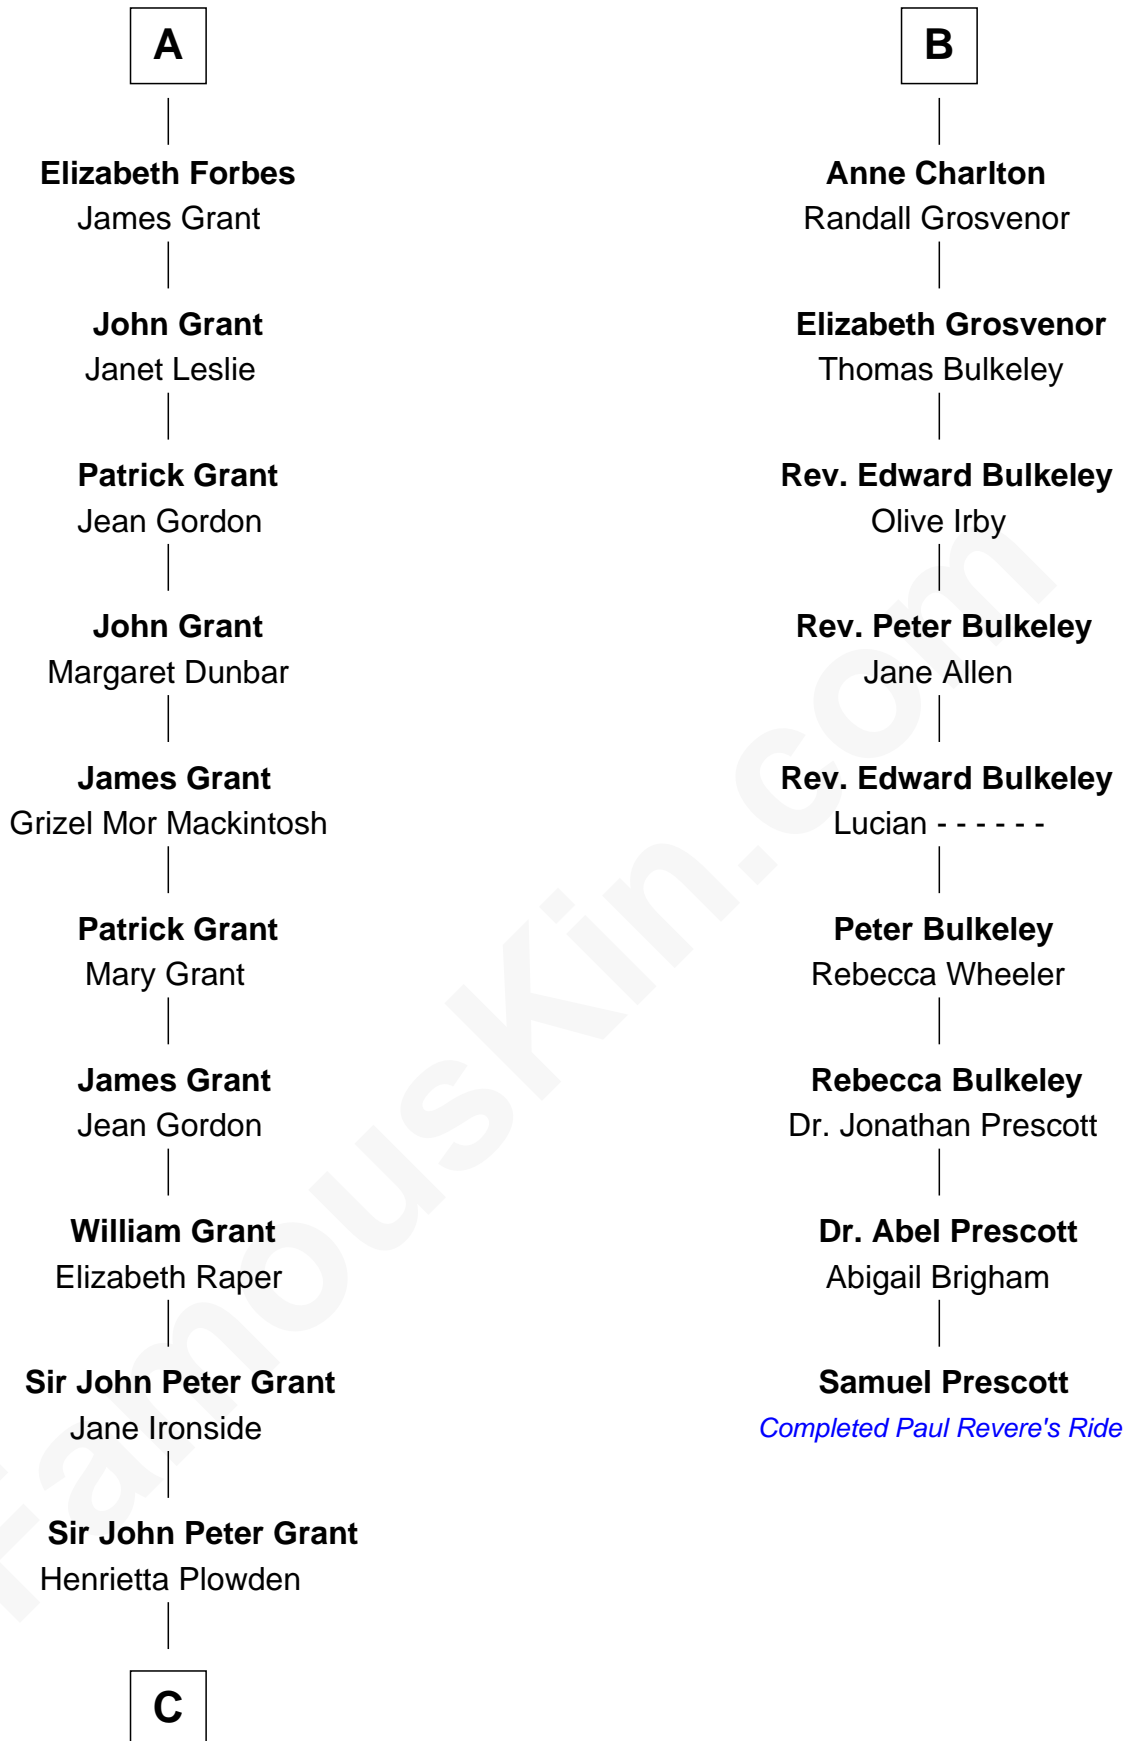 A
Elizabeth Forbes
James Grant
John Grant
Janet Leslie
Patrick Grant
Jean Gordon
John Grant
Margaret Dunbar
James Grant
Grizel Mor Mackintosh
Patrick Grant
Mary Grant
James Grant
Jean Gordon
William Grant
Elizabeth Raper
Sir John Peter Grant
Jane Ironside
Sir John Peter Grant
Henrietta Plowden
C
B
Anne Charlton
Randall Grosvenor
Elizabeth Grosvenor
Thomas Bulkeley
Rev. Edward Bulkeley
Olive Irby
Rev. Peter Bulkeley
Jane Allen
Rev. Edward Bulkeley
Lucian - - - - - -
Peter Bulkeley
Rebecca Wheeler
Rebecca Bulkeley
Dr. Jonathan Prescott
Dr. Abel Prescott
Abigail Brigham
Samuel Prescott
Completed Paul Revere's Ride
FamousKin.com